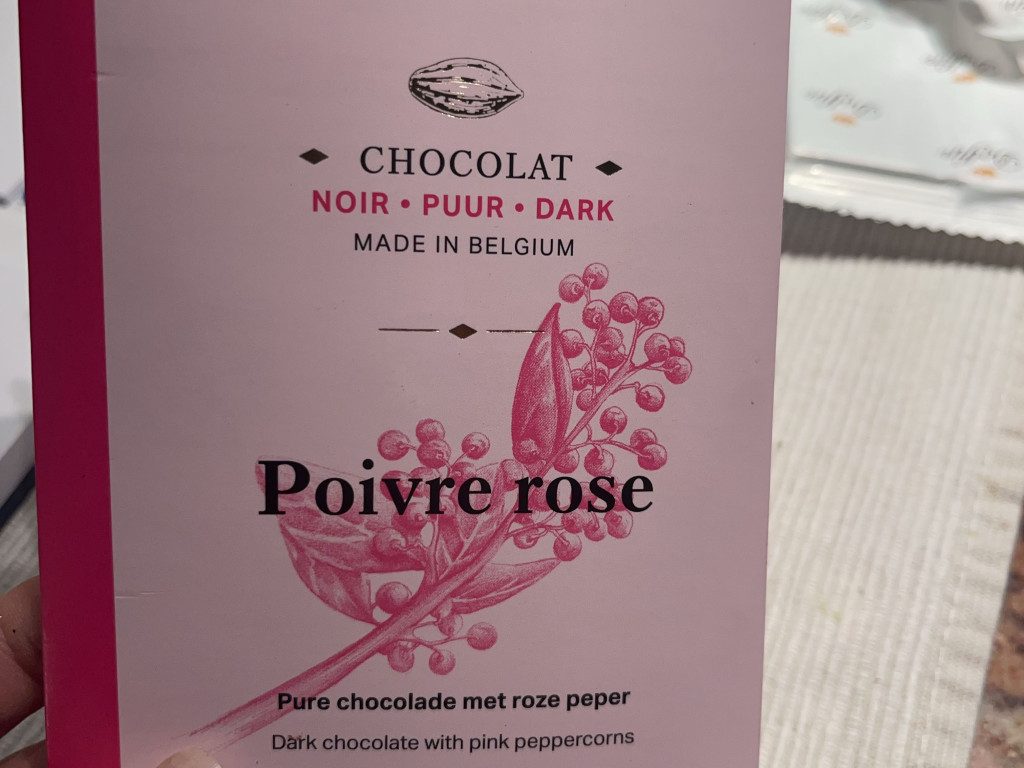 CHOCOLAT
NOIR • PUUR • DARK
MADE IN BELGIUM
Poivre rose
Pure chocolade met roze peper
Dark chocolate with pink peppercorns